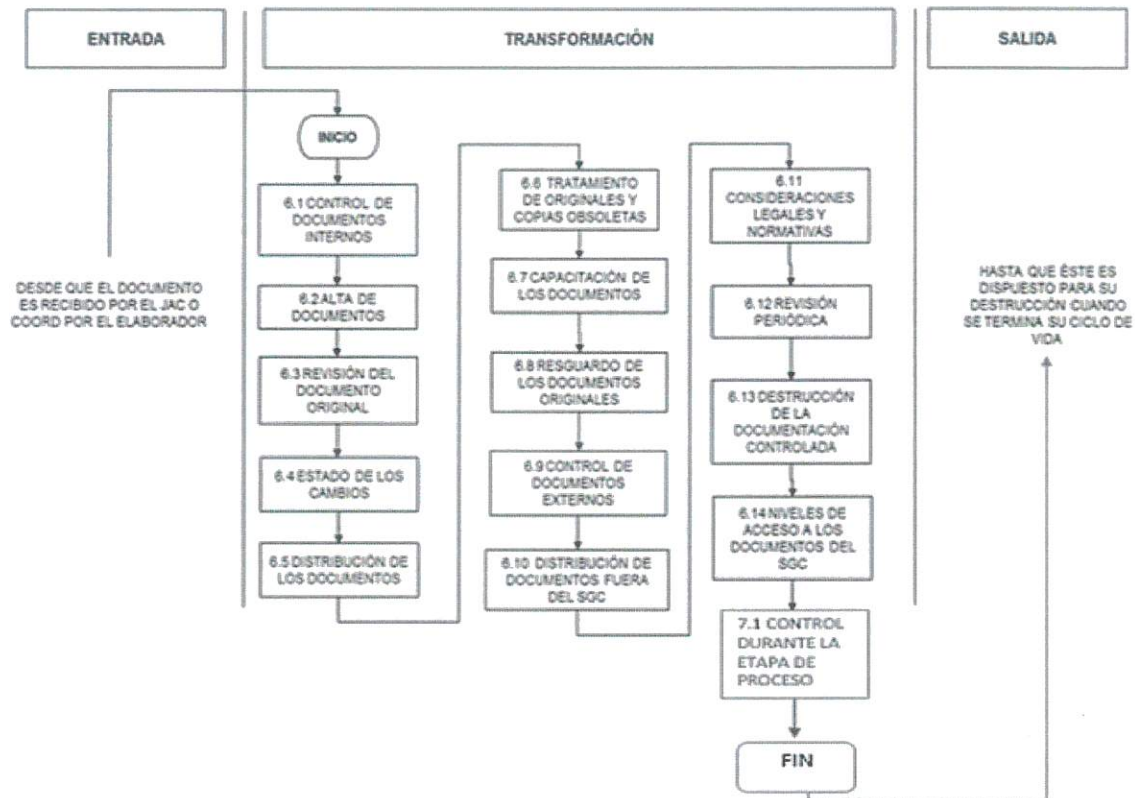 ENTRADA
TRANSFORMACIÓN
SALIDA
DESDE QUE EL DOCUMENTO
ES RECIBIDO POR EL JAC O
COORD POR EL ELABORADOR
INICIO
6.1 CONTROL DE
DOCUMENTOS
INTERNOS
6.2 ALTA DE
DOCUMENTOS
6.3 REVISIÓN DEL
DOCUMENTO
ORIGINAL
6.4 ESTADO DE LOS
CAMBIOS
6.5 DISTRIBUCIÓN DE
LOS DOCUMENTOS
6.6 TRATAMIENTO
DE ORIGINALES Y
COPIAS OBSOLETAS
6.7 CAPACITACIÓN DE
LOS DOCUMENTOS
6.8 RESGUARDO DE
LOS DOCUMENTOS
ORIGINALES
6.9 CONTROL DE
DOCUMENTOS
EXTERNOS
6.10 DISTRIBUCIÓN DE
DOCUMENTOS FUERA
DEL SGC
6.11
CONSIDERACIONES
LEGALES Y
NORMATIVAS
6.12 REVISIÓN
PERIÓDICA
6.13 DESTRUCCIÓN
DE LA
DOCUMENTACIÓN
CONTROLADA
6.14 NIVELES DE
ACCESO A LOS
DOCUMENTOS DEL
SGC
7.1 CONTROL
DURANTE LA
ETAPA DE
PROCESO
FIN
HASTA QUE ÉSTE ES
DISPUESTO PARA SU
DESTRUCCIÓN CUANDO
SE TERMINA SU CICLO DE
VIDA